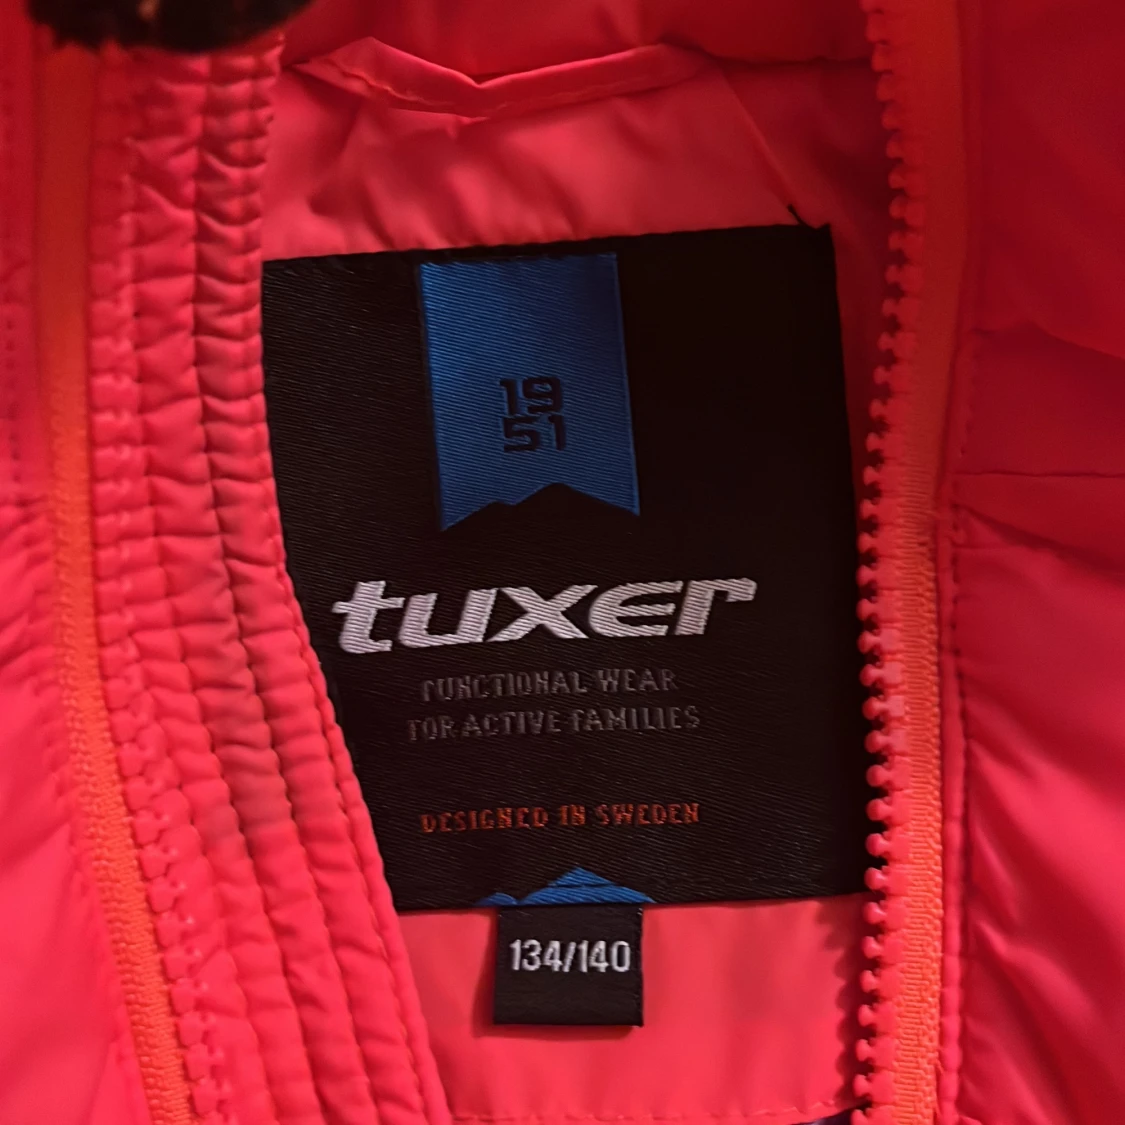 19
51
tuxer
FUNCTIONAL WEAR
FOR ACTIVE FAMILIES
DESIGNED IN SWEDEN
134/140